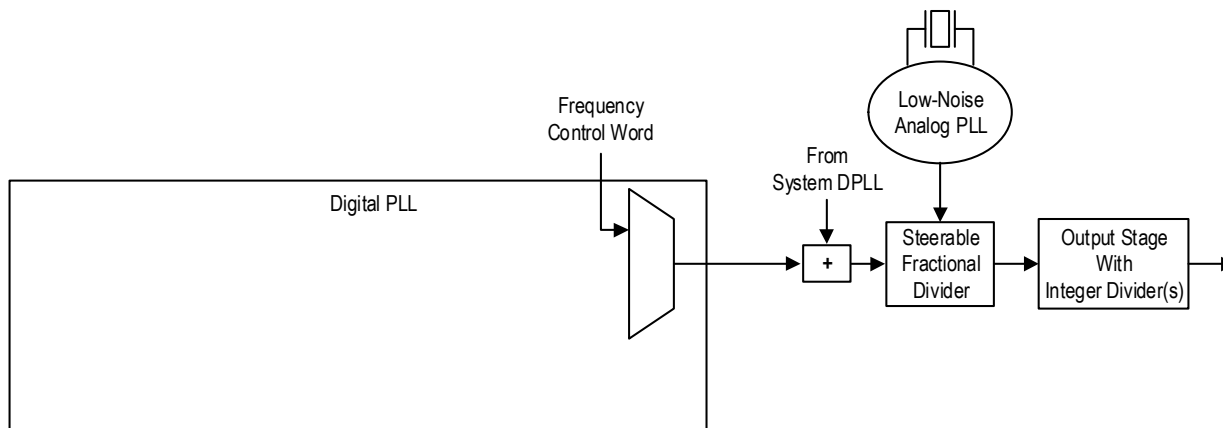 Low-Noise
Analog PLL
Frequency
Control Word
From
System DPLL
Digital PLL
+
Steerable
Fractional
Divider
Output Stage
With
Integer Divider(s)